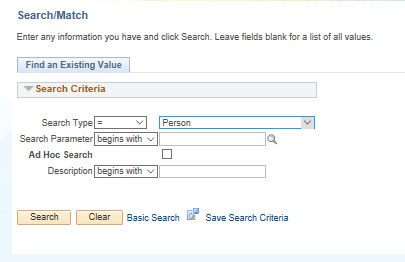 Search/Match
Enter any information you have and click Search. Leave fields blank for a list of all values.
Find an Existing Value
Search Criteria
Search Type = Person
Search Parameter begins with
Ad Hoc Search
Description begins with
Search Clear Basic Search Save Search Criteria